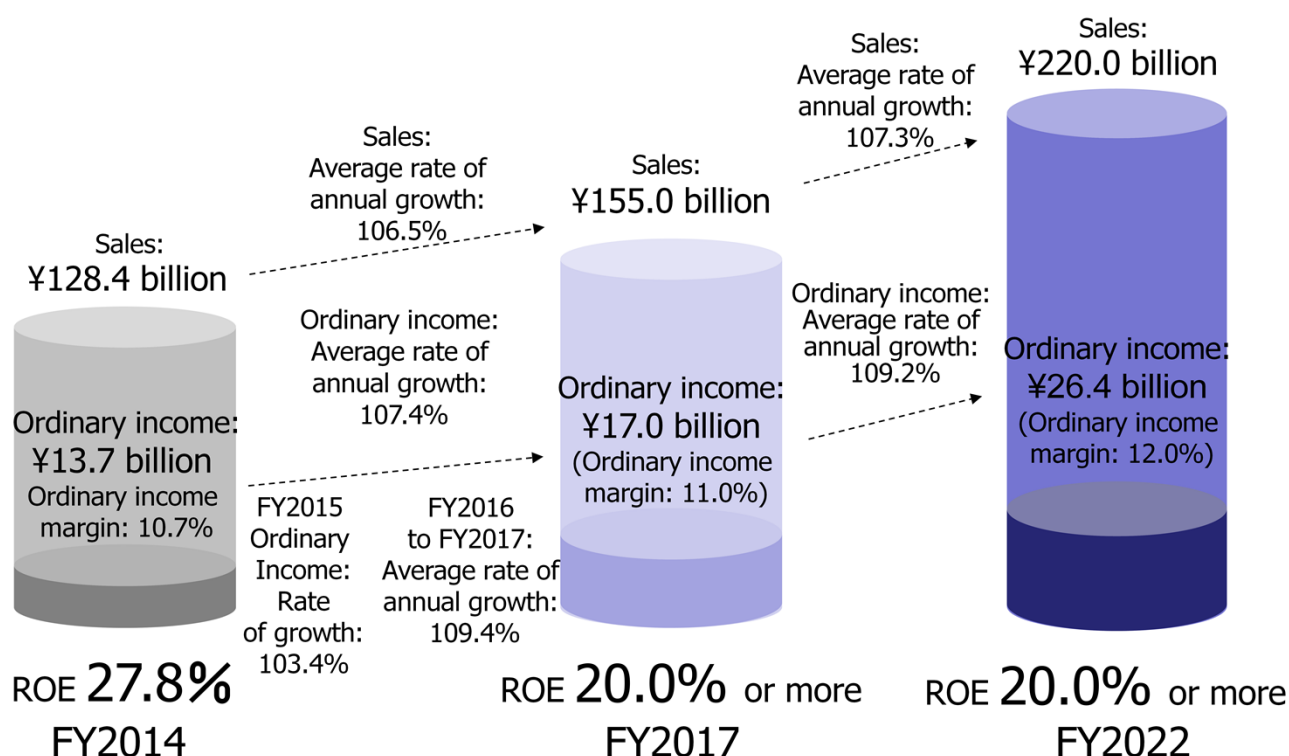 Sales:
¥128.4 billion
Ordinary income:
¥13.7 billion
Ordinary income
margin: 10.7%
ROE 27.8%
FY2014
Sales:
Average rate of
annual growth:
106.5%
Ordinary income:
Average rate of
annual growth:
107.4%
FY2015
Ordinary
Income:
Rate
of growth:
103.4%
FY2016
to FY2017:
Average rate of
annual growth:
109.4%
Sales:
¥155.0 billion
Ordinary income:
¥17.0 billion
(Ordinary income
margin: 11.0%)
ROE 20.0% or more
FY2017
Sales:
Average rate of
annual growth:
107.3%
Ordinary income:
Average rate of
annual growth:
109.2%
Sales:
¥220.0 billion
Ordinary income:
¥26.4 billion
(Ordinary income
margin: 12.0%)
ROE 20.0% or more
FY2022